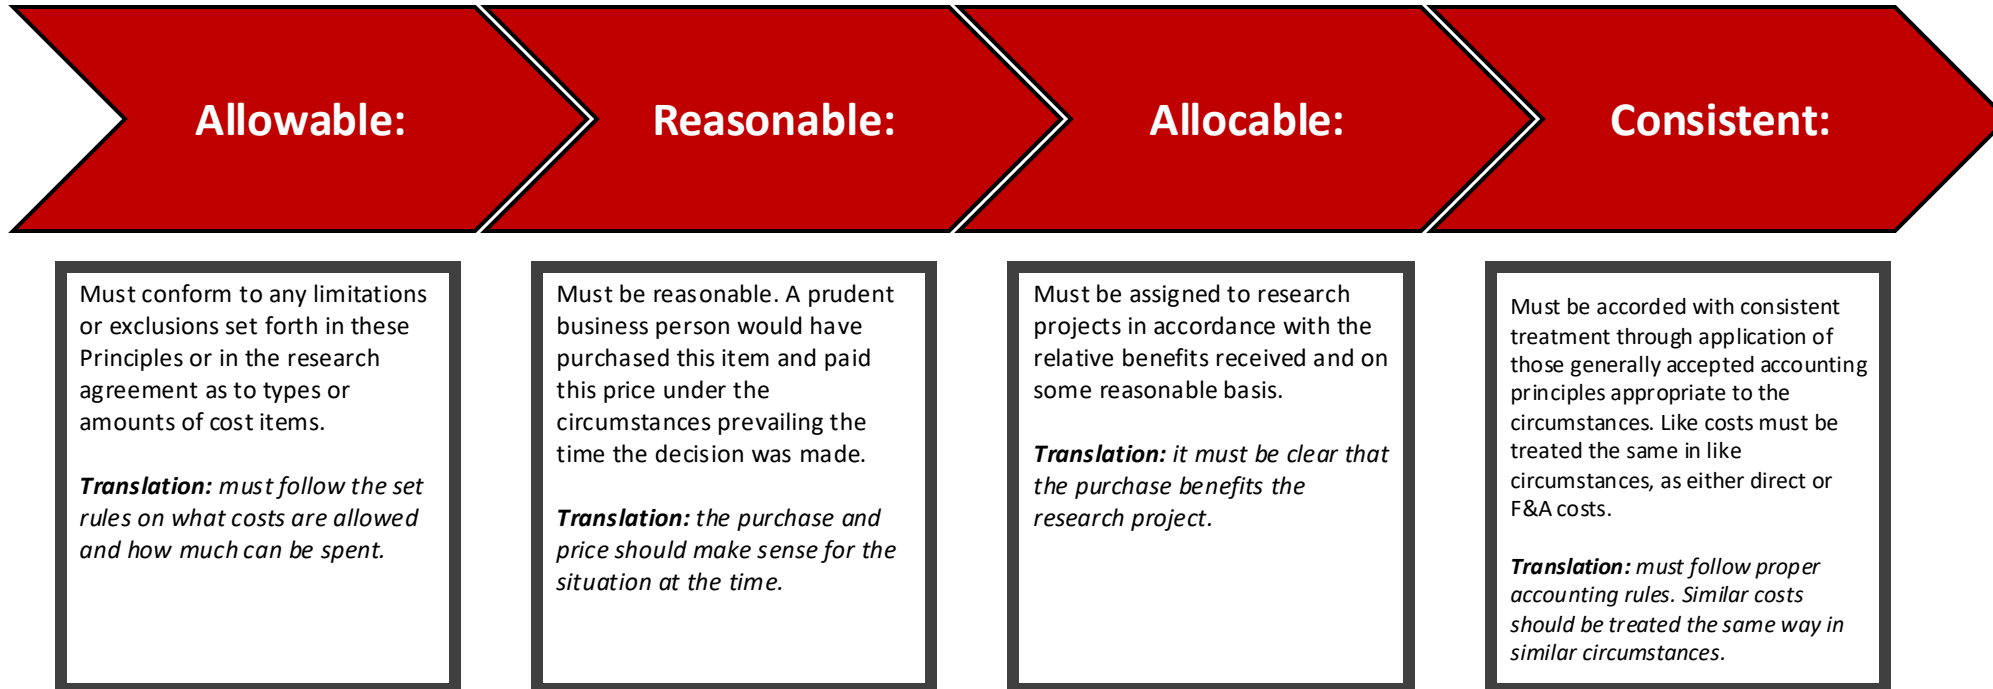 Allowable:
Reasonable:
Allocable:
Consistent:
Must conform to any limitations
or exclusions set forth in these
Principles or in the research
agreement as to types or
amounts of cost items.
Translation: must follow the set
rules on what costs are allowed
and how much can be spent.
Must be reasonable. A prudent
business person would have
purchased this item and paid
this price under the
circumstances prevailing the
time the decision was made.
Translation: the purchase and
price should make sense for the
situation at the time.
Must be assigned to research
projects in accordance with the
relative benefits received and on
some reasonable basis.
Translation: it must be clear that
the purchase benefits the
research project.
Must be accorded with consistent
treatment through application of
those generally accepted accounting
principles appropriate to the
circumstances. Like costs must be
treated the same in like
circumstances, as either direct or
F&A costs.
Translation: must follow proper
accounting rules. Similar costs
should be treated the same way in
similar circumstances.